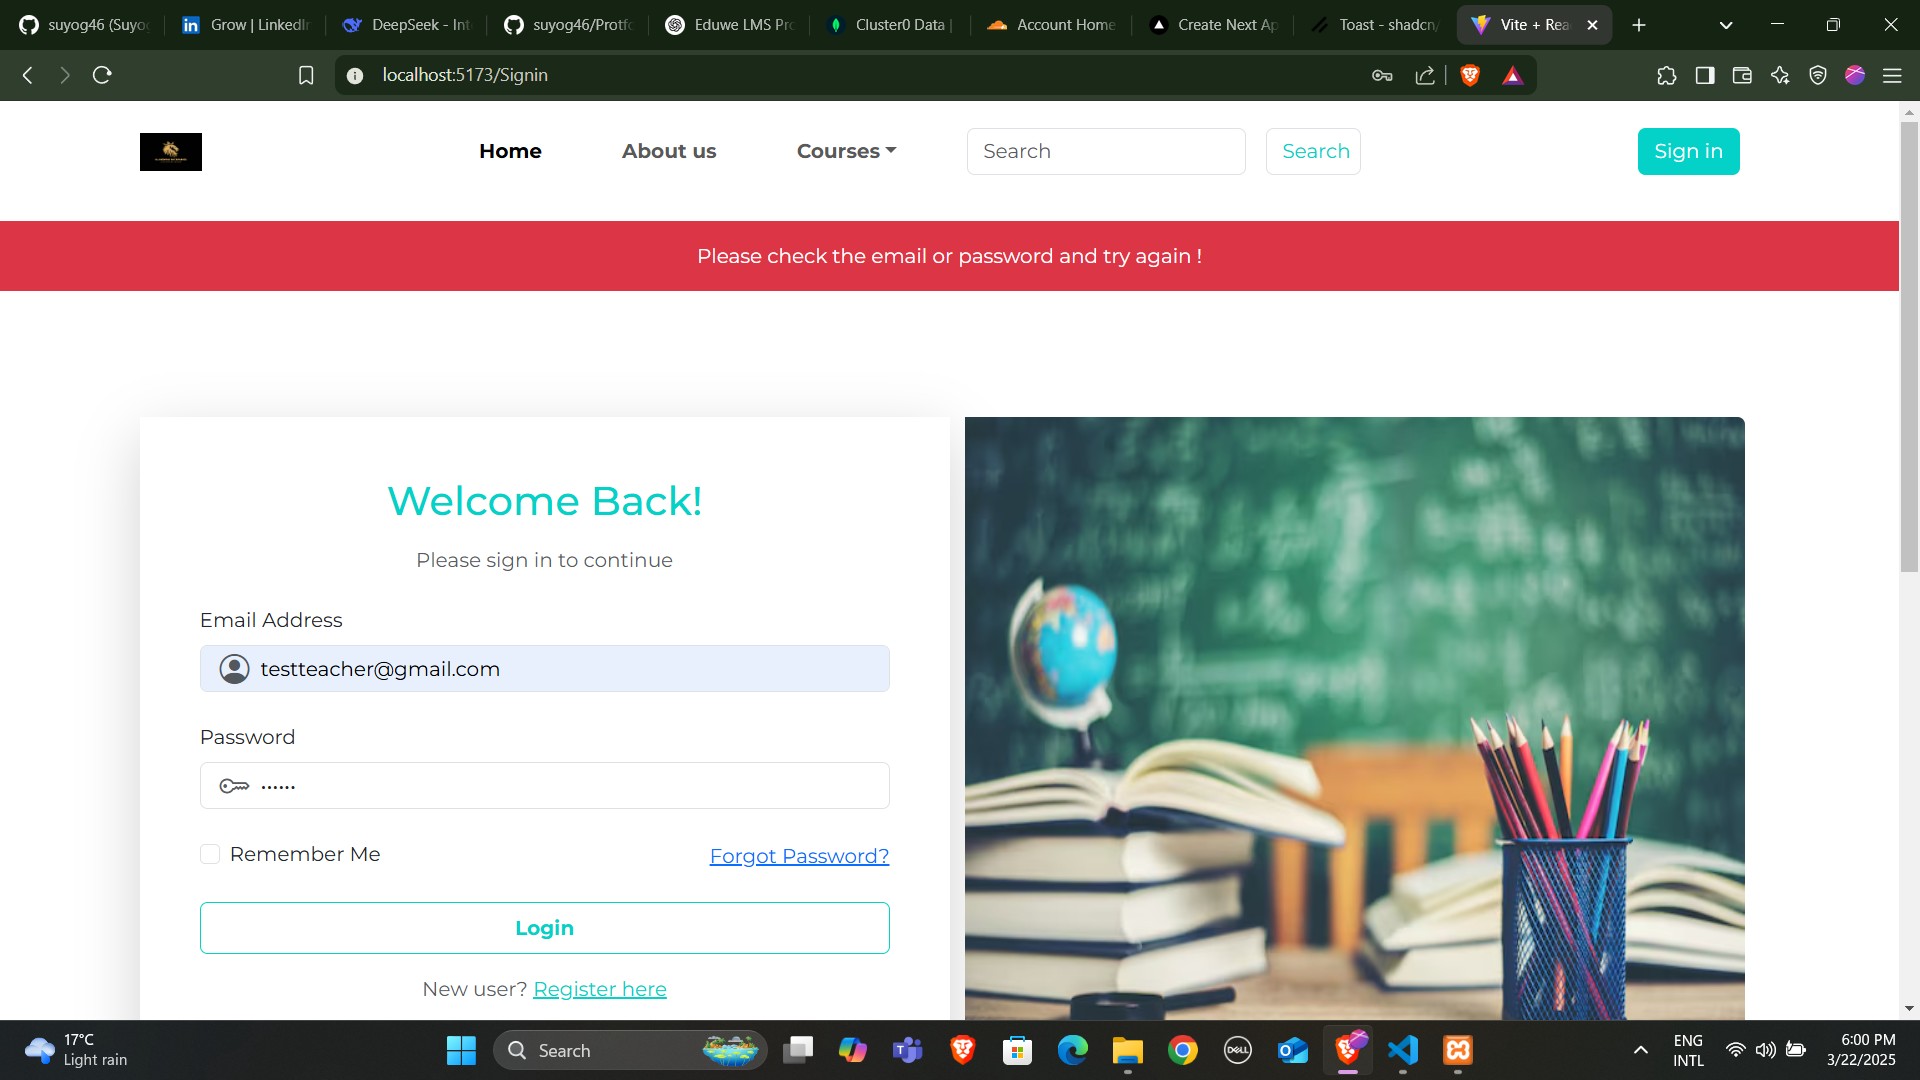 suyog46 (Suyog
Grow | LinkedIn
DeepSeek - Int
suyog46/Protfo
Eduwe LMS Pro
Cluster0 Data |
Account Home
Create Next Ap
Toast - shadcn/
Vite + Rea
localhost:5173/Signin
Home
About us
Courses
Search
Search
Sign in
Please check the email or password and try again !
Welcome Back!
Please sign in to continue
Email Address
testteacher@gmail.com
Password
••••••
Remember Me
Forgot Password?
Login
New user? Register here
17°C
Light rain
Search
DELL
ENG
INTL
6:00 PM
3/22/2025